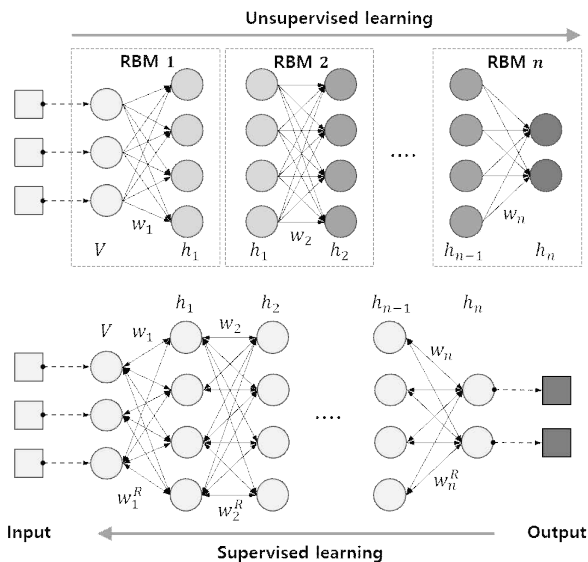 Unsupervised learning
RBM 1
RBM 2
RBM n
....
w₁
w₂
wₙ
V
h₁
h₁
h₂
hₙ₋₁
hₙ
h₁
h₂
hₙ₋₁
hₙ
V
w₁
w₂
wₙ
....
w₁ᴿ
w₂ᴿ
wₙᴿ
Input
Output
Supervised learning